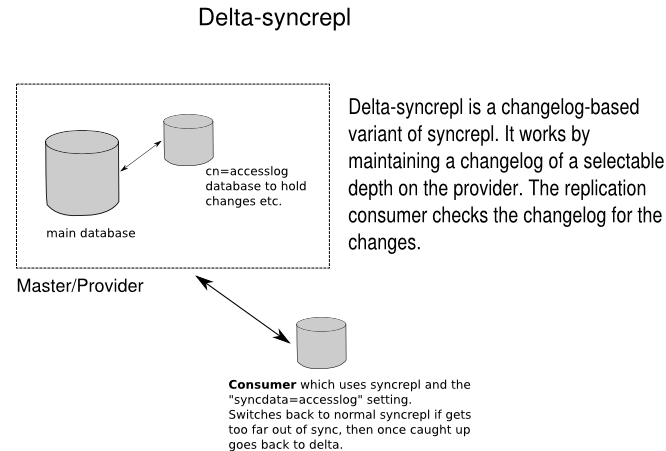 Delta-syncrepl
Delta-syncrepl is a changelog-based
variant of syncrepl. It works by
maintaining a changelog of a selectable
depth on the provider. The replication
consumer checks the changelog for the
changes.
cn=accesslog
database to hold
changes etc.
main database
Master/Provider
Consumer which uses syncrepl and the
"syncdata=accesslog" setting.
Switches back to normal syncrepl if gets
too far out of sync, then once caught up
goes back to delta.